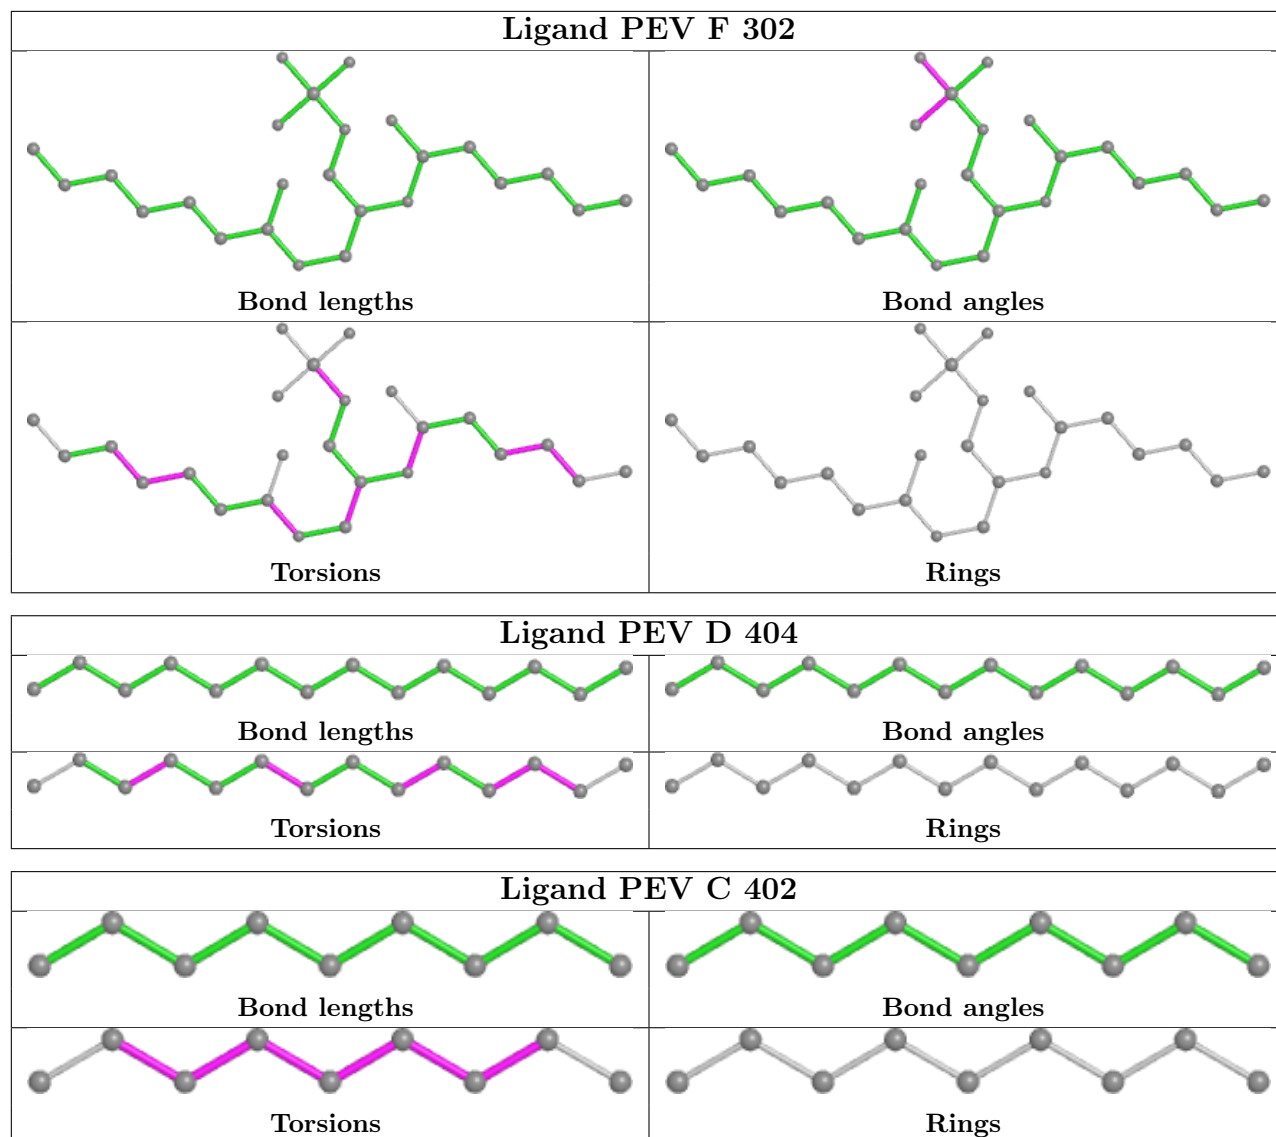 Ligand PEV F 302
Bond lengths
Bond angles
Torsions
Rings
Ligand PEV D 404
Bond lengths
Bond angles
Torsions
Rings
Ligand PEV C 402
Bond lengths
Bond angles
Torsions
Rings